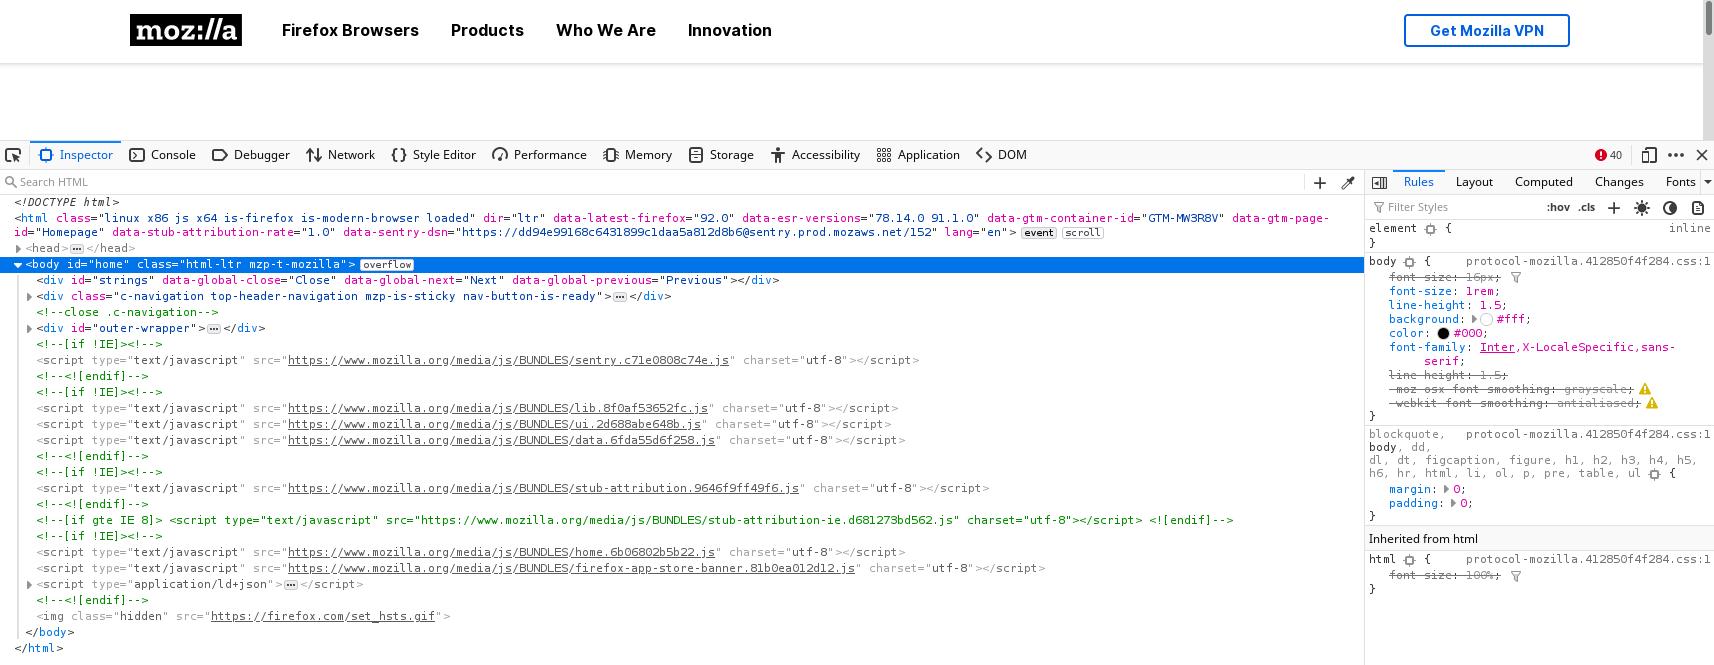 moz://a Firefox Browsers Products Who We Are Innovation Get Mozilla VPN
Inspector Console Debugger Network Style Editor Performance Memory Storage Accessibility Application DOM 40
Search HTML
<!DOCTYPE html>
<html class="linux x86 js x64 is-firefox is-modern-browser loaded" dir="ltr" data-latest-firefox="92.0" data-esr-versions="78.14.0 91.1.0" data-gtm-container-id="GTM-MW3R8V" data-gtm-page-
id="Homepage" data-stub-attribution-rate="1.0" data-sentry-dsn="https://dd94e99168c6431899c1daa5a812d8b6@sentry.prod.mozaws.net/152" lang="en"> event scroll
<head>⋯</head>
<body id="home" class="html-ltr mzp-t-mozilla"> overflow
<div id="strings" data-global-close="Close" data-global-next="Next" data-global-previous="Previous"></div>
<div class="c-navigation top-header-navigation mzp-is-sticky nav-button-is-ready">⋯</div>
<!--close .c-navigation-->
<div id="outer-wrapper">⋯</div>
<!--[if !IE]><!-->
<script type="text/javascript" src="https://www.mozilla.org/media/js/BUNDLES/sentry.c71e0808c74e.js" charset="utf-8"></script>
<!--<![endif]-->
<!--[if !IE]><!-->
<script type="text/javascript" src="https://www.mozilla.org/media/js/BUNDLES/lib.8f0af53652fc.js" charset="utf-8"></script>
<script type="text/javascript" src="https://www.mozilla.org/media/js/BUNDLES/ui.2d688abe648b.js" charset="utf-8"></script>
<script type="text/javascript" src="https://www.mozilla.org/media/js/BUNDLES/data.6fda55d6f258.js" charset="utf-8"></script>
<!--<![endif]-->
<!--[if !IE]><!-->
<script type="text/javascript" src="https://www.mozilla.org/media/js/BUNDLES/stub-attribution.9646f9ff49f6.js" charset="utf-8"></script>
<!--<![endif]-->
<!--[if gte IE 8]> <script type="text/javascript" src="https://www.mozilla.org/media/js/BUNDLES/stub-attribution-ie.d681273bd562.js" charset="utf-8"></script> <![endif]-->
<!--[if !IE]><!-->
<script type="text/javascript" src="https://www.mozilla.org/media/js/BUNDLES/home.6b06802b5b22.js" charset="utf-8"></script>
<script type="text/javascript" src="https://www.mozilla.org/media/js/BUNDLES/firefox-app-store-banner.81b0ea012d12.js" charset="utf-8"></script>
<script type="application/ld+json">⋯</script>
<!--<![endif]-->
<img class="hidden" src="https://firefox.com/set_hsts.gif">
</body>
</html>
Rules Layout Computed Changes Fonts
Filter Styles :hov .cls
element { inline
}
body { protocol-mozilla.412850f4f284.css:1
font-size: 16px;
font-size: 1rem;
line-height: 1.5;
background: #fff;
color: #000;
font-family: Inter,X-LocaleSpecific,sans-
serif;
line-height: 1.5;
-moz-osx-font-smoothing: grayscale;
-webkit-font-smoothing: antialiased;
}
blockquote, protocol-mozilla.412850f4f284.css:1
body, dd,
dl, dt, figcaption, figure, h1, h2, h3, h4, h5,
h6, hr, html, li, ol, p, pre, table, ul {
margin: 0;
padding: 0;
}
Inherited from html
html { protocol-mozilla.412850f4f284.css:1
font-size: 100%;
}